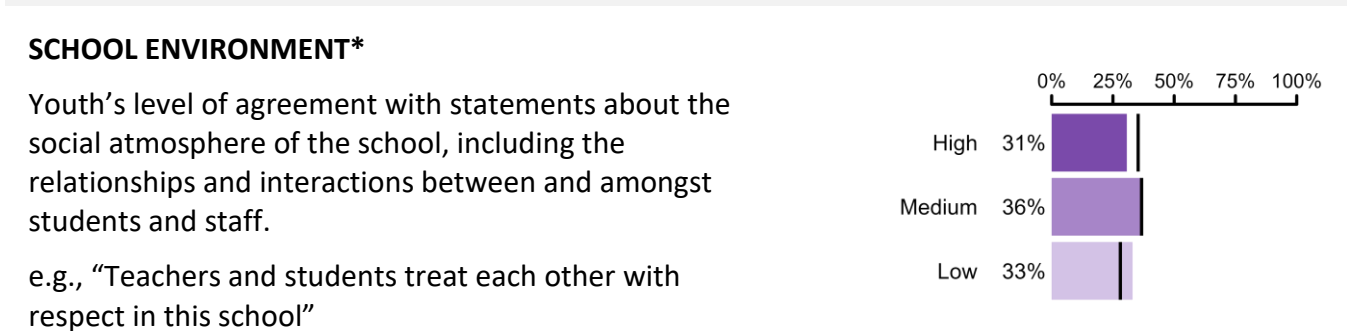 SCHOOL ENVIRONMENT*
Youth’s level of agreement with statements about the
social atmosphere of the school, including the
relationships and interactions between and amongst
students and staff.
e.g., “Teachers and students treat each other with
respect in this school”
0% 25% 50% 75% 100%
High 31%
Medium 36%
Low 33%